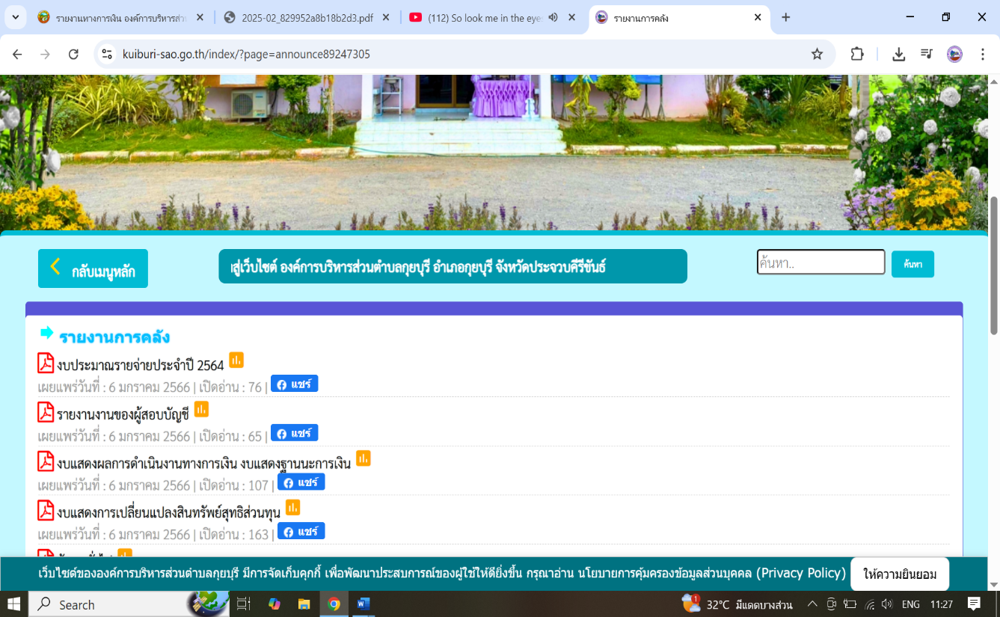 รายงานทางการเงิน องค์การบริหารส่วน
2025-02_829952a8b18b2d3.pdf
(112) So look me in the eyes
รายงานการคลัง
kuiburi-sao.go.th/index/?page=announce89247305
กลับเมนูหลัก
สู่เว็บไซต์ องค์การบริหารส่วนตำบลกุยบุรี อำเภอกุยบุรี จังหวัดประจวบคีรีขันธ์
ค้นหา..
ค้นหา
รายงานการคลัง
งบประมาณรายจ่ายประจำปี 2564
เผยแพร่วันที่ : 6 มกราคม 2566 | เปิดอ่าน : 76 | แชร์
รายงานงานของผู้สอบบัญชี
เผยแพร่วันที่ : 6 มกราคม 2566 | เปิดอ่าน : 65 | แชร์
งบแสดงผลการดำเนินงานทางการเงิน งบแสดงฐานนะการเงิน
เผยแพร่วันที่ : 6 มกราคม 2566 | เปิดอ่าน : 107 | แชร์
งบแสดงการเปลี่ยนแปลงสินทรัพย์สุทธิส่วนทุน
เผยแพร่วันที่ : 6 มกราคม 2566 | เปิดอ่าน : 163 | แชร์
เว็บไซต์ขององค์การบริหารส่วนตำบลกุยบุรี มีการจัดเก็บคุกกี้ เพื่อพัฒนาประสบการณ์ของผู้ใช้ให้ดียิ่งขึ้น กรุณาอ่าน นโยบายการคุ้มครองข้อมูลส่วนบุคคล (Privacy Policy)
ให้ความยินยอม
Search
1
32°C มีแดดบางส่วน
ENG
11:27